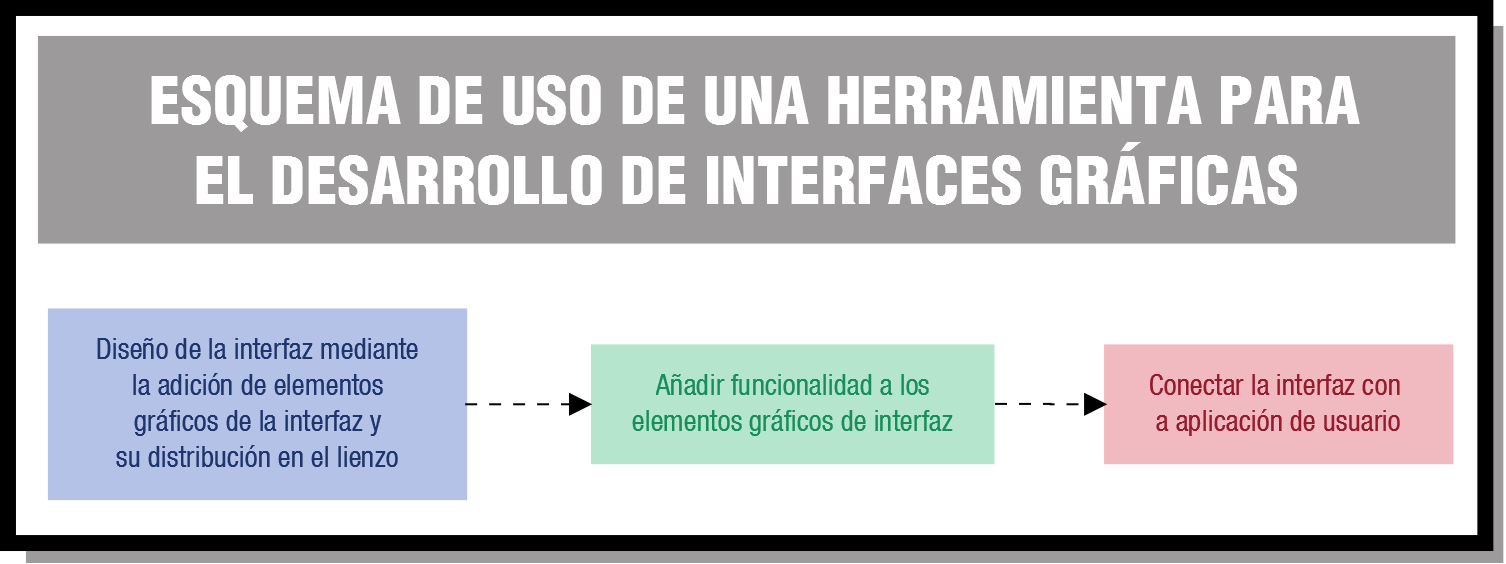 ESQUEMA DE USO DE UNA HERRAMIENTA PARA
EL DESARROLLO DE INTERFACES GRÁFICAS
Diseño de la interfaz mediante
la adición de elementos
gráficos de la interfaz y
su distribución en el lienzo
Añadir funcionalidad a los
elementos gráficos de interfaz
Conectar la interfaz con
a aplicación de usuario